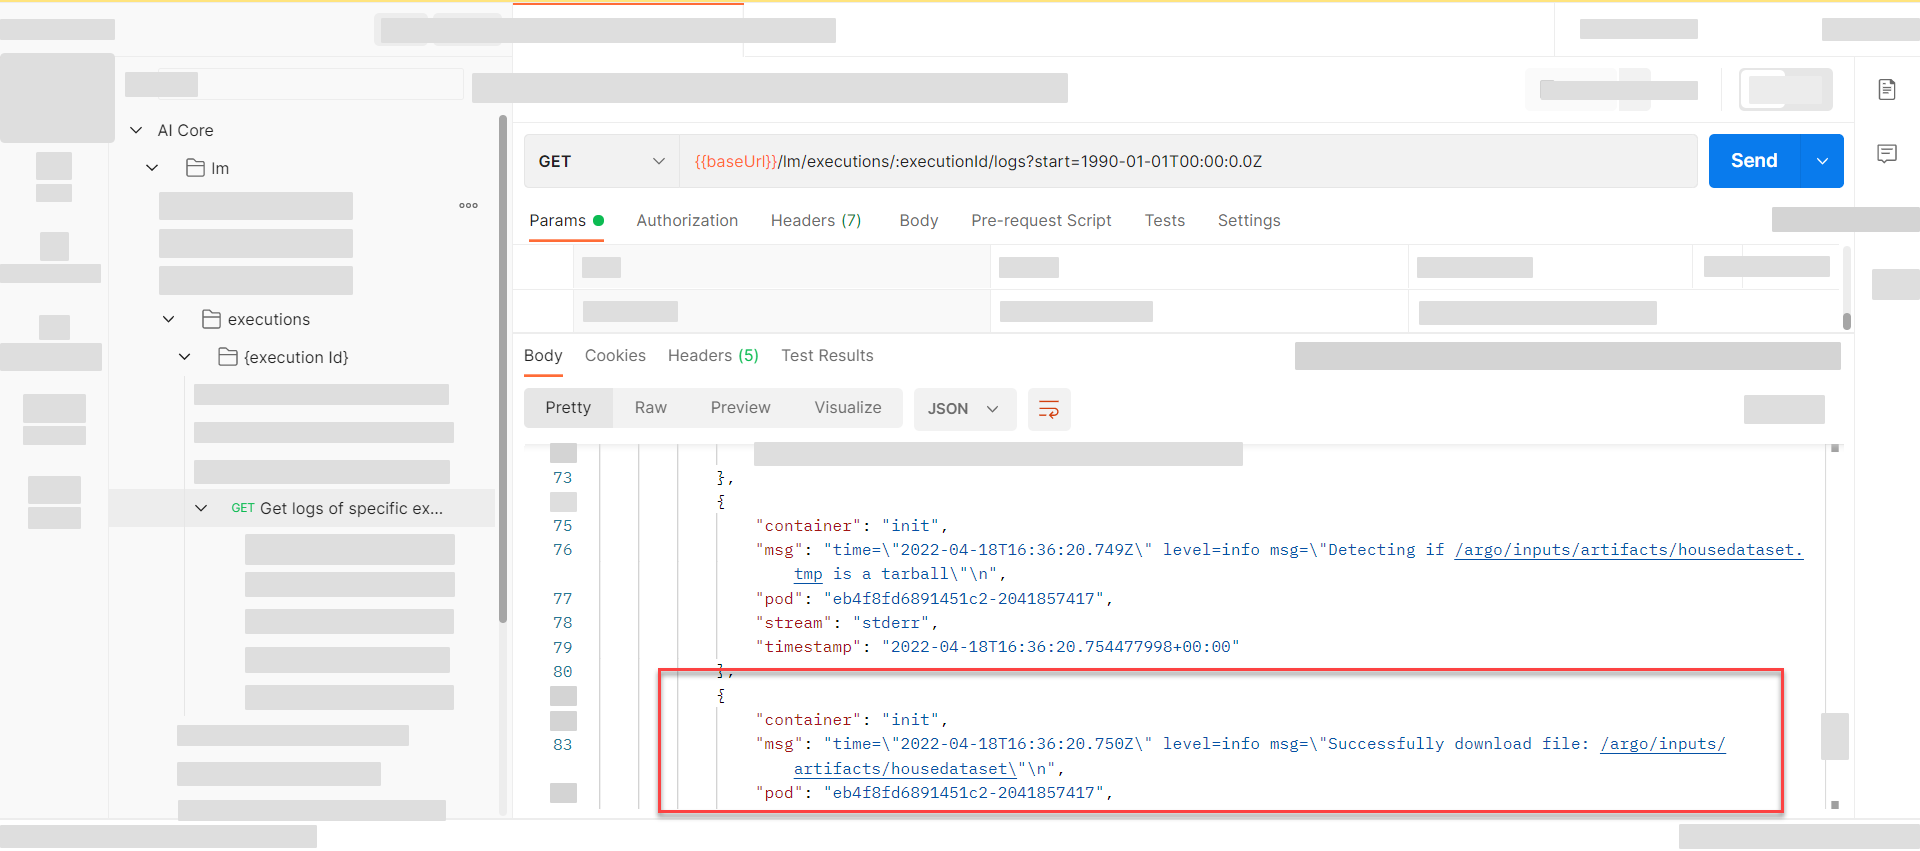 AI Core
lm
executions
{execution Id}
GET Get logs of specific ex...
GET
{{baseUrl}}/lm/executions/:executionId/logs?start=1990-01-01T00:00:0.0Z
Send
Params Authorization Headers (7) Body Pre-request Script Tests Settings
Body Cookies Headers (5) Test Results
Pretty Raw Preview Visualize JSON
73 },
{
75 "container": "init",
76 "msg": "time=\"2022-04-18T16:36:20.749Z\" level=info msg=\"Detecting if /argo/inputs/artifacts/housedataset.
tmp is a tarball\"\n",
77 "pod": "eb4f8fd6891451c2-2041857417",
78 "stream": "stderr",
79 "timestamp": "2022-04-18T16:36:20.754477998+00:00"
80 },
{
"container": "init",
83 "msg": "time=\"2022-04-18T16:36:20.750Z\" level=info msg=\"Successfully download file: /argo/inputs/
artifacts/housedataset\"\n",
"pod": "eb4f8fd6891451c2-2041857417",